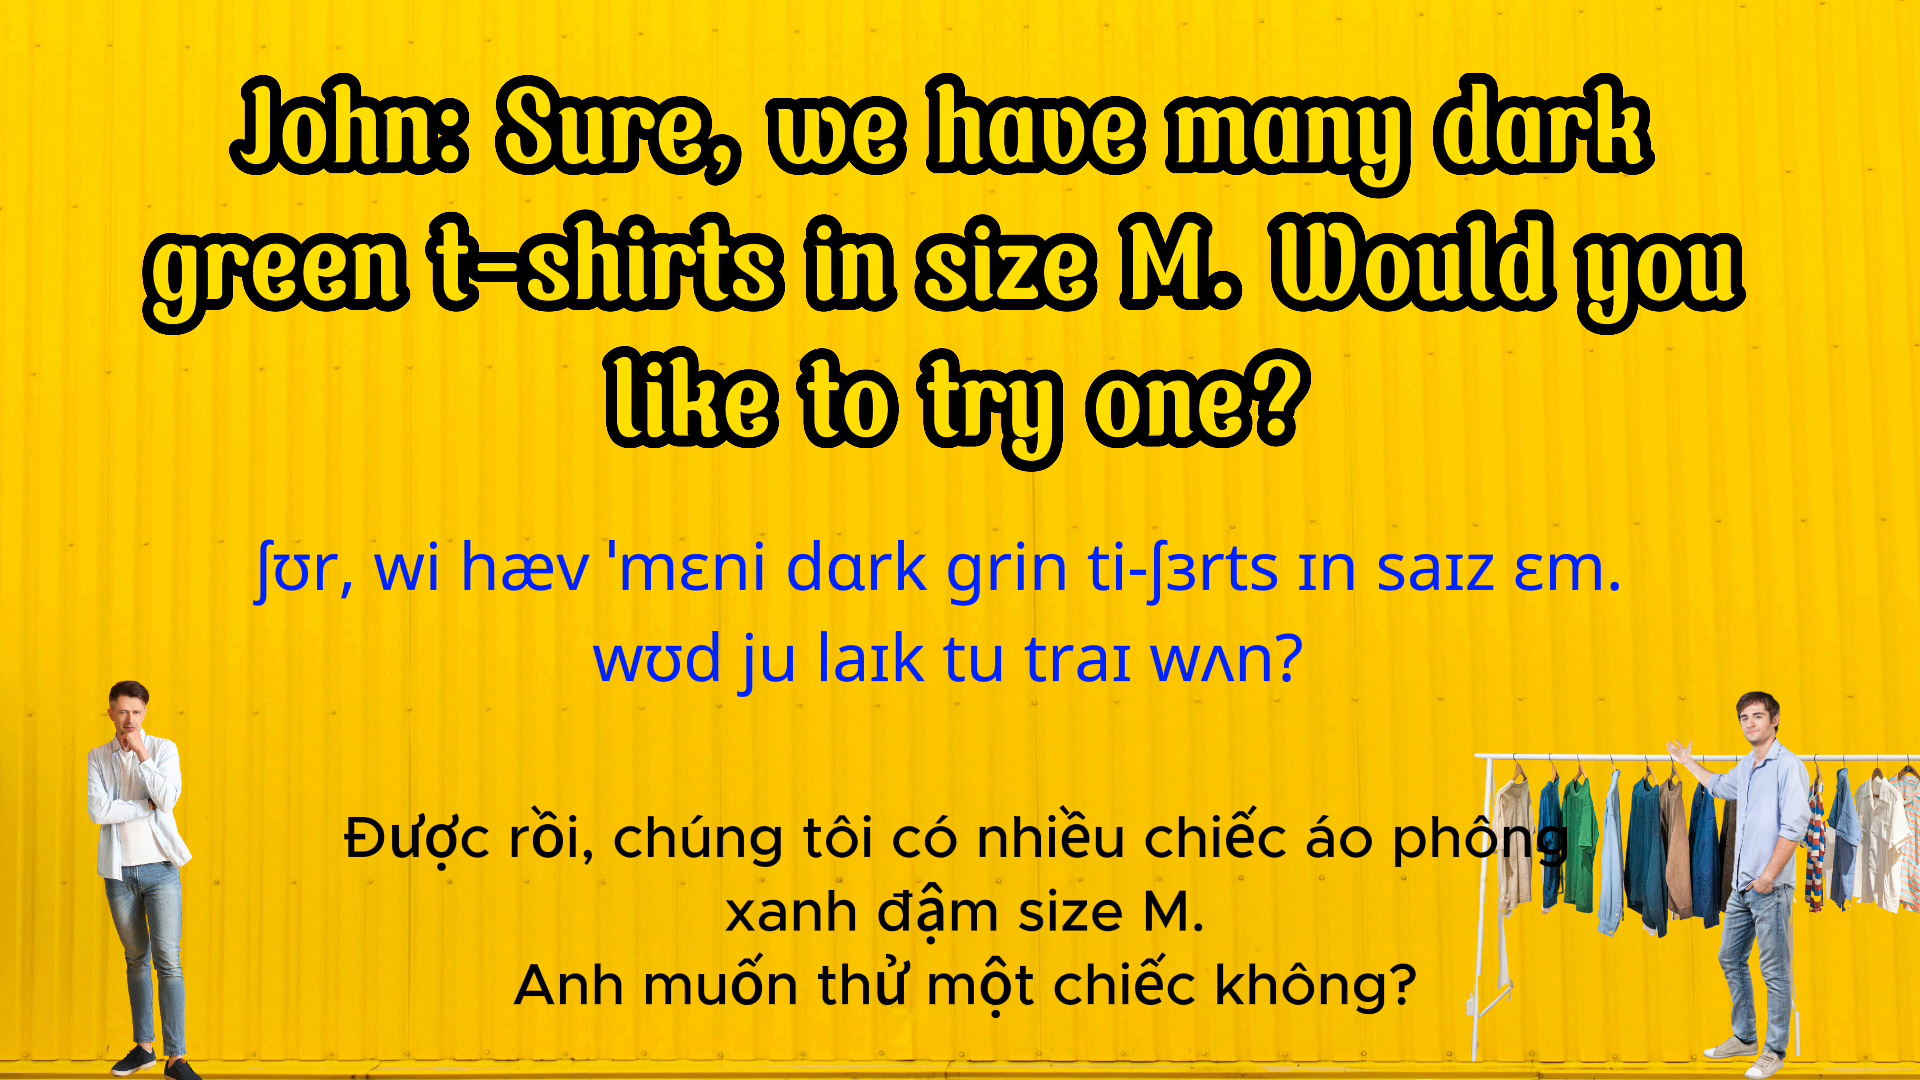 John: Sure, we have many dark
green t-shirts in size M. Would you
like to try one?
ʃʊr, wi hæv ˈmɛni dɑrk grin ti-ʃɜrts ɪn saɪz ɛm.
wʊd ju laɪk tu traɪ wʌn?
Được rồi, chúng tôi có nhiều chiếc áo phông
xanh đậm size M.
Anh muốn thử một chiếc không?